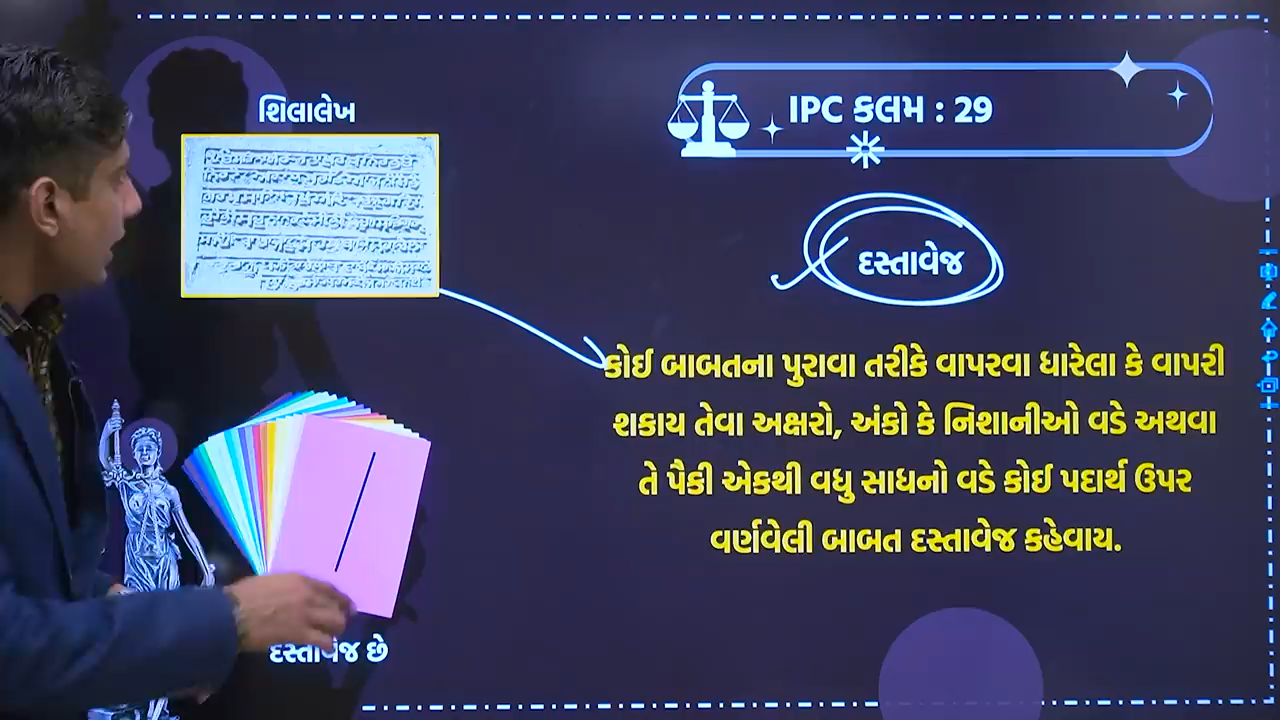 શિલાલેખ
IPC કલમ : 29
દસ્તાવેજ
કોઈ બાબતના પુરાવા તરીકે વાપરવા ધારેલા કે વાપરી
શકાય તેવા અક્ષરો, અંકો કે નિશાનીઓ વડે અથવા
તે પૈકી એકથી વધુ સાધનો વડે કોઈ પદાર્થ ઉપર
વર્ણવેલી બાબત દસ્તાવેજ કહેવાય.
દસ્તાવેજ છે